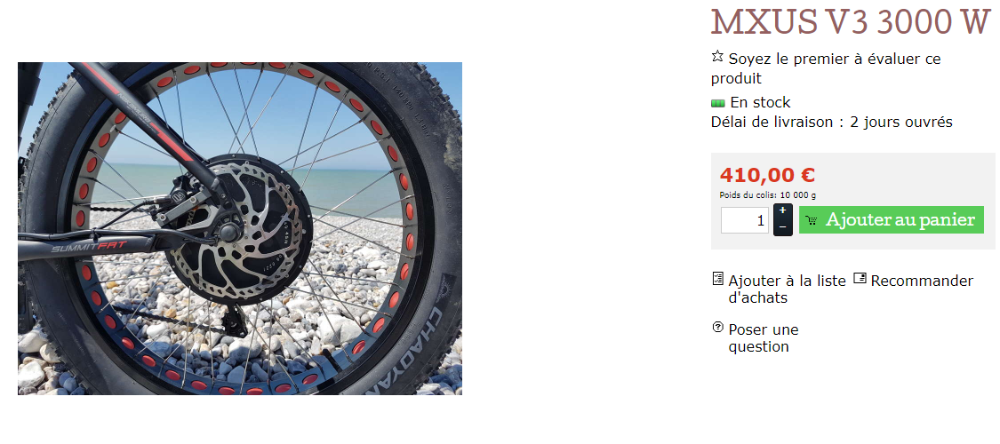 MXUS V3 3000 W
Soyez le premier à évaluer ce
produit
En stock
Délai de livraison : 2 jours ouvrés
410,00 €
Poids du colis: 10 000 g
1
+
−
Ajouter au panier
Ajouter à la liste
d'achats
Recommander
Poser une
question
SUMMITFAT
CHAOYAN